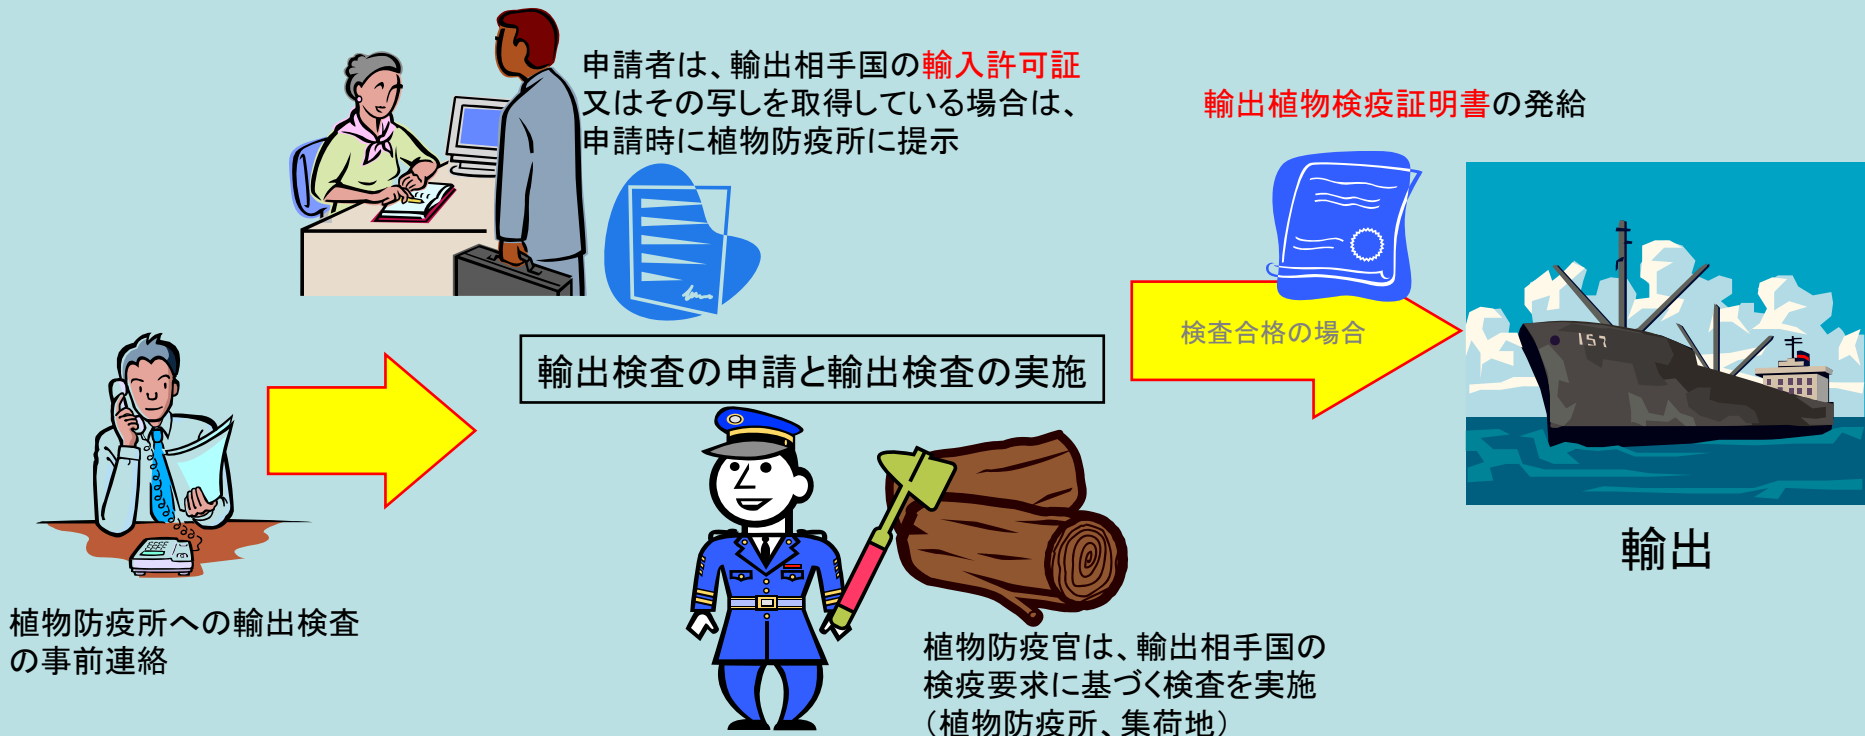 申請者は、輸出相手国の輸入許可証
又はその写しを取得している場合は、
申請時に植物防疫所に提示
輸出植物検疫証明書の発給
検査合格の場合
輸出検査の申請と輸出検査の実施
157
輸出
植物防疫所への輸出検査
の事前連絡
植物防疫官は、輸出相手国の
検疫要求に基づく検査を実施
（植物防疫所、集荷地）